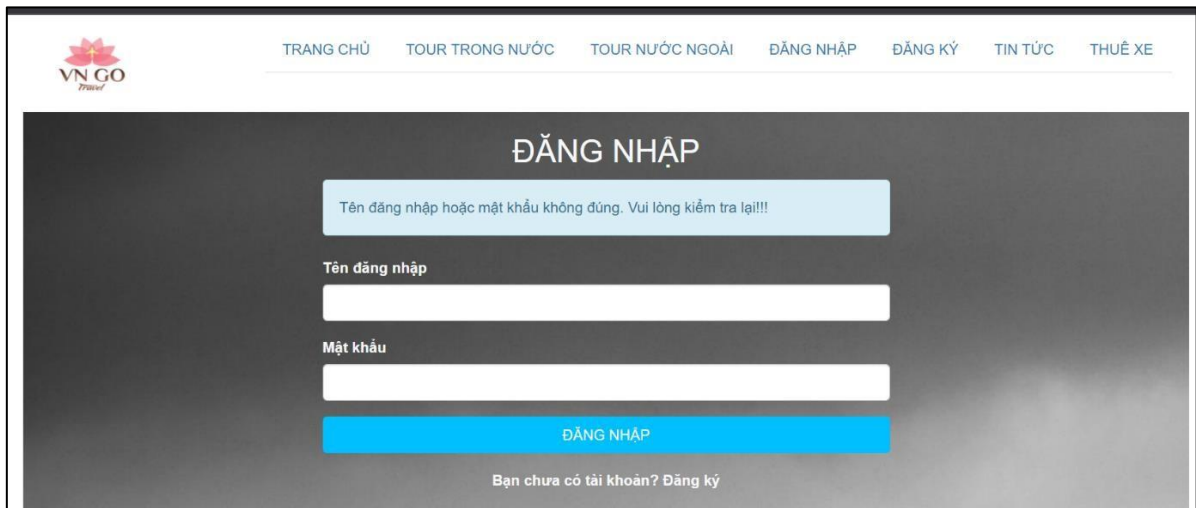 VN GO
Travel
TRANG CHỦ TOUR TRONG NƯỚC TOUR NƯỚC NGOÀI ĐĂNG NHẬP ĐĂNG KÝ TIN TỨC THUÊ XE
ĐĂNG NHẬP
Tên đăng nhập hoặc mật khẩu không đúng. Vui lòng kiểm tra lại!!!
Tên đăng nhập
Mật khẩu
ĐĂNG NHẬP
Bạn chưa có tài khoản? Đăng ký